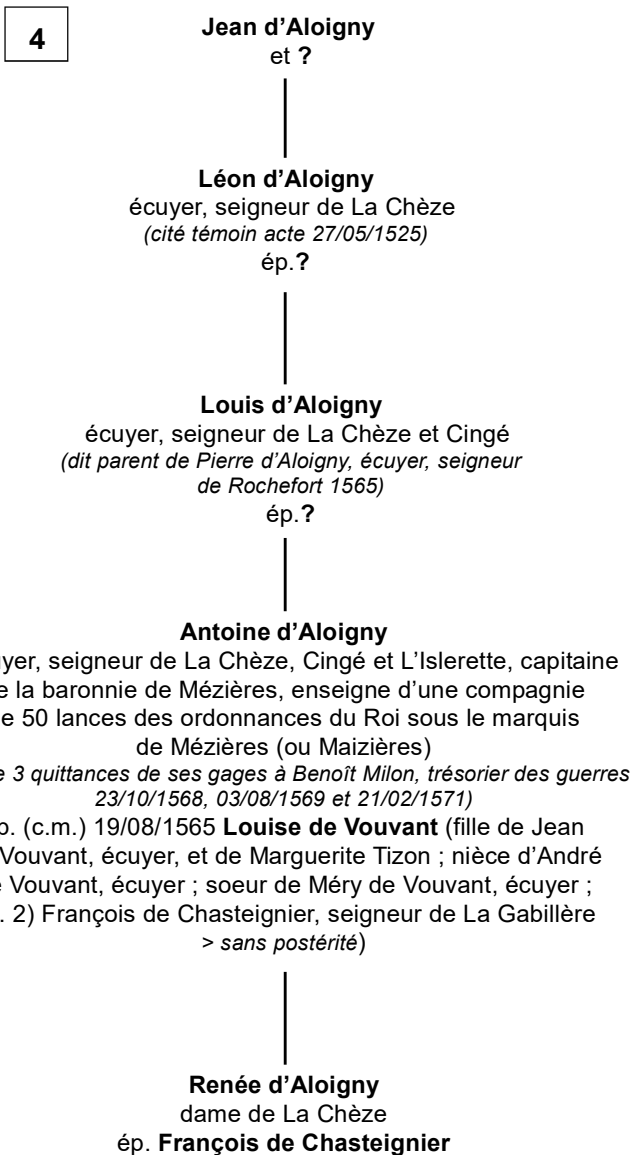 4
Jean d’Aloigny
et ?
Léon d’Aloigny
écuyer, seigneur de La Chèze
(cité témoin acte 27/05/1525)
ép.?
Louis d’Aloigny
écuyer, seigneur de La Chèze et Cingé
(dit parent de Pierre d’Aloigny, écuyer, seigneur
de Rochefort 1565)
ép.?
Antoine d’Aloigny
yer, seigneur de La Chèze, Cingé et L’Islerette, capitaine
e la baronnie de Mézières, enseigne d’une compagnie
e 50 lances des ordonnances du Roi sous le marquis
de Mézières (ou Maizières)
e 3 quittances de ses gages à Benoît Milon, trésorier des guerres
23/10/1568, 03/08/1569 et 21/02/1571)
p. (c.m.) 19/08/1565 Louise de Vouvant (fille de Jean
Vouvant, écuyer, et de Marguerite Tizon ; nièce d’André
e Vouvant, écuyer ; soeur de Méry de Vouvant, écuyer ;
. 2) François de Chasteignier, seigneur de La Gabillère
> sans postérité)
Renée d’Aloigny
dame de La Chèze
ép. François de Chasteignier